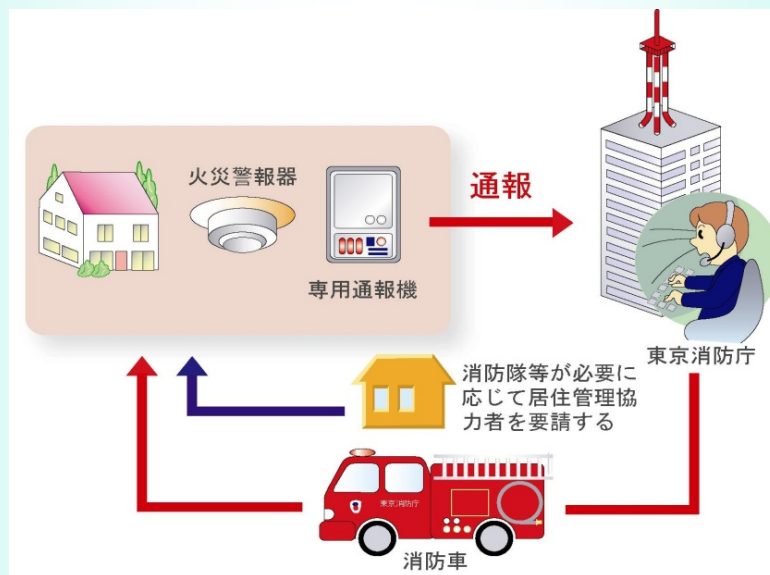 火災警報器
通報
専用通報機
東京消防庁
消防隊等が必要に
応じて居住管理協
力者を要請する
東京消防庁
消防車